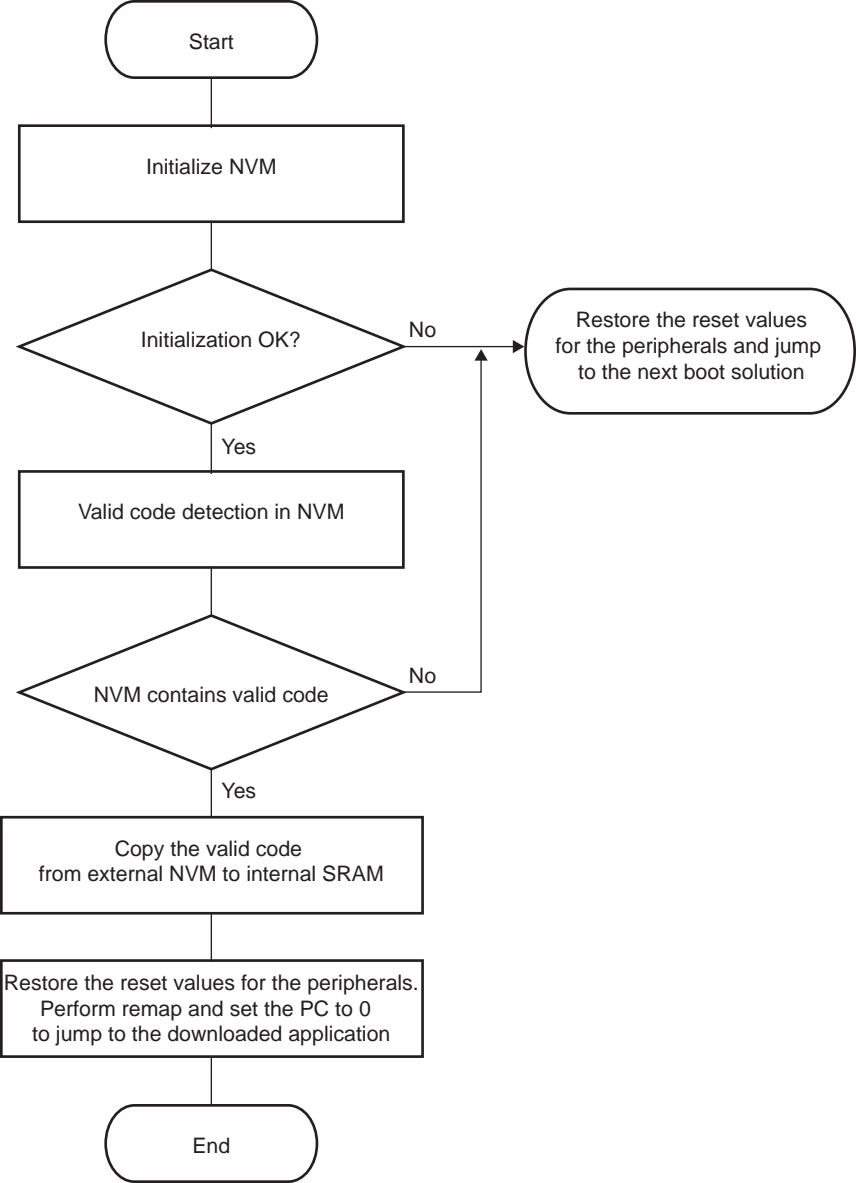 Start
Initialize NVM
Initialization OK?
No
Restore the reset values
for the peripherals and jump
to the next boot solution
Yes
Valid code detection in NVM
NVM contains valid code
No
Yes
Copy the valid code
from external NVM to internal SRAM
Restore the reset values for the peripherals.
Perform remap and set the PC to 0
to jump to the downloaded application
End